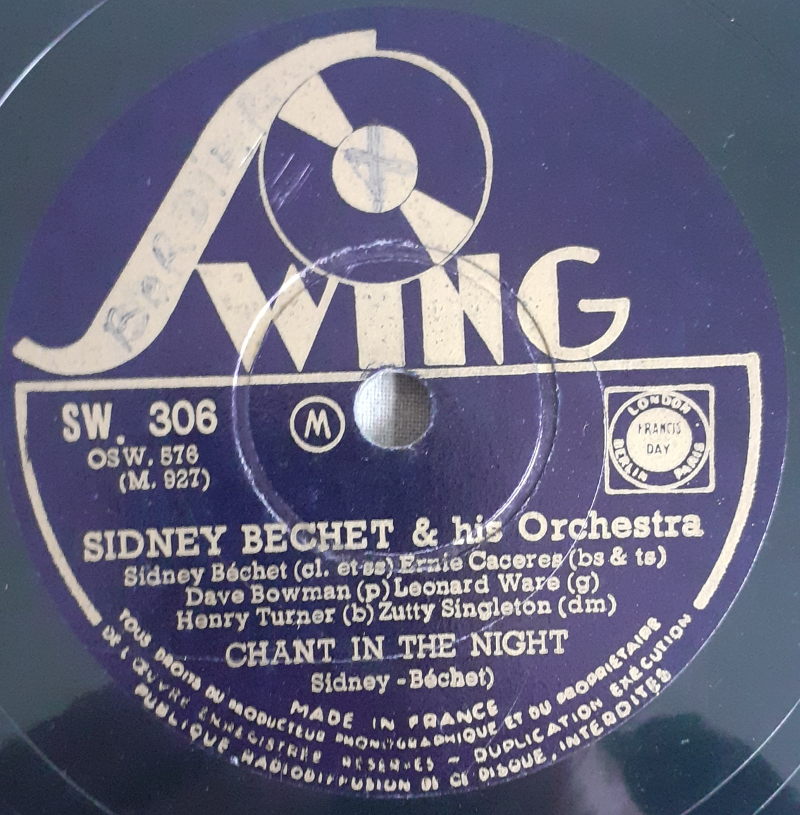 SWING
SW. 306
OSW. 576
(M. 927)
M
LONDON
FRANCIS
DAY
BERLIN PARIS
SIDNEY BECHET & his Orchestra
Sidney Béchet (cl. et ss) Ernie Caceres (bs & ts)
Dave Bowman (p) Leonard Ware (g)
Henry Turner (b) Zutty Singleton (dm)
CHANT IN THE NIGHT
Sidney - Béchet)
MADE IN FRANCE
TOUS DROITS DU PRODUCTEUR PHONOGRAPHIQUE ET DU PROPRIÉTAIRE
DE L'ŒUVRE ENREGISTRÉE RÉSERVÉS - DUPLICATION EXÉCUTION
PUBLIQUE, RADIODIFFUSION DE CE DISQUE, INTERDITES